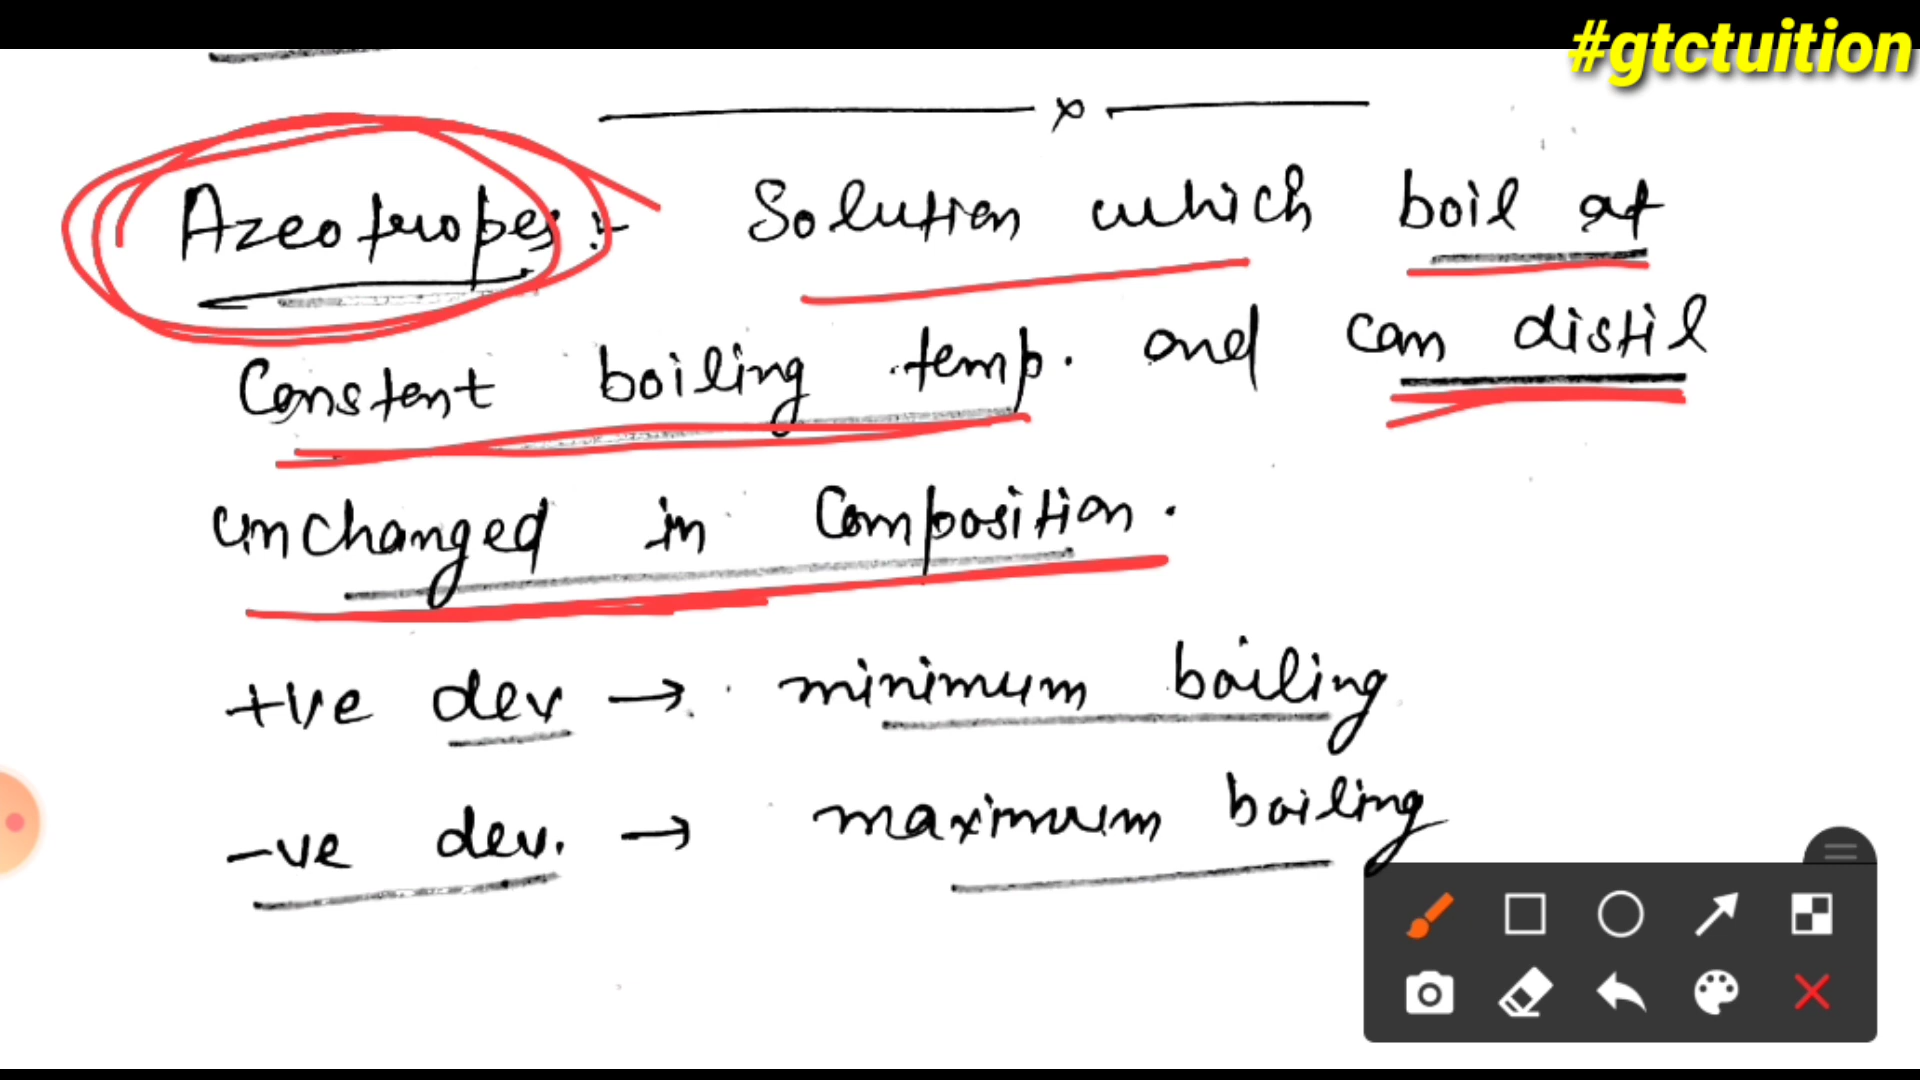 #gtctuition
Azeotropes :- Solution which boil at
Constent boiling temp. and can distil
unchanged in Composition.
+ve dev → minimum boiling
-ve dev. → maximum boiling